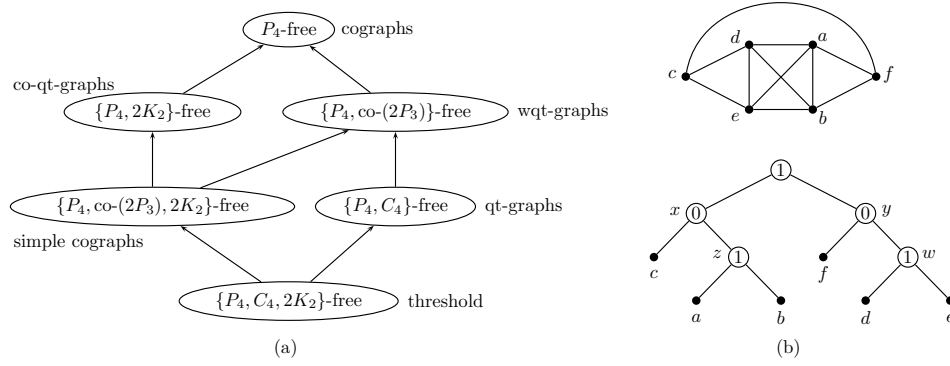 P₄-free cographs
co-qt-graphs
{P₄, 2K₂}-free
{P₄, co-(2P₃)}-free wqt-graphs
{P₄, co-(2P₃), 2K₂}-free
{P₄, C₄}-free qt-graphs
simple cographs
{P₄, C₄, 2K₂}-free threshold
(a)
d a
c f
e b
1
x 0 0 y
c z 1 f 1 w
a b d e
(b)